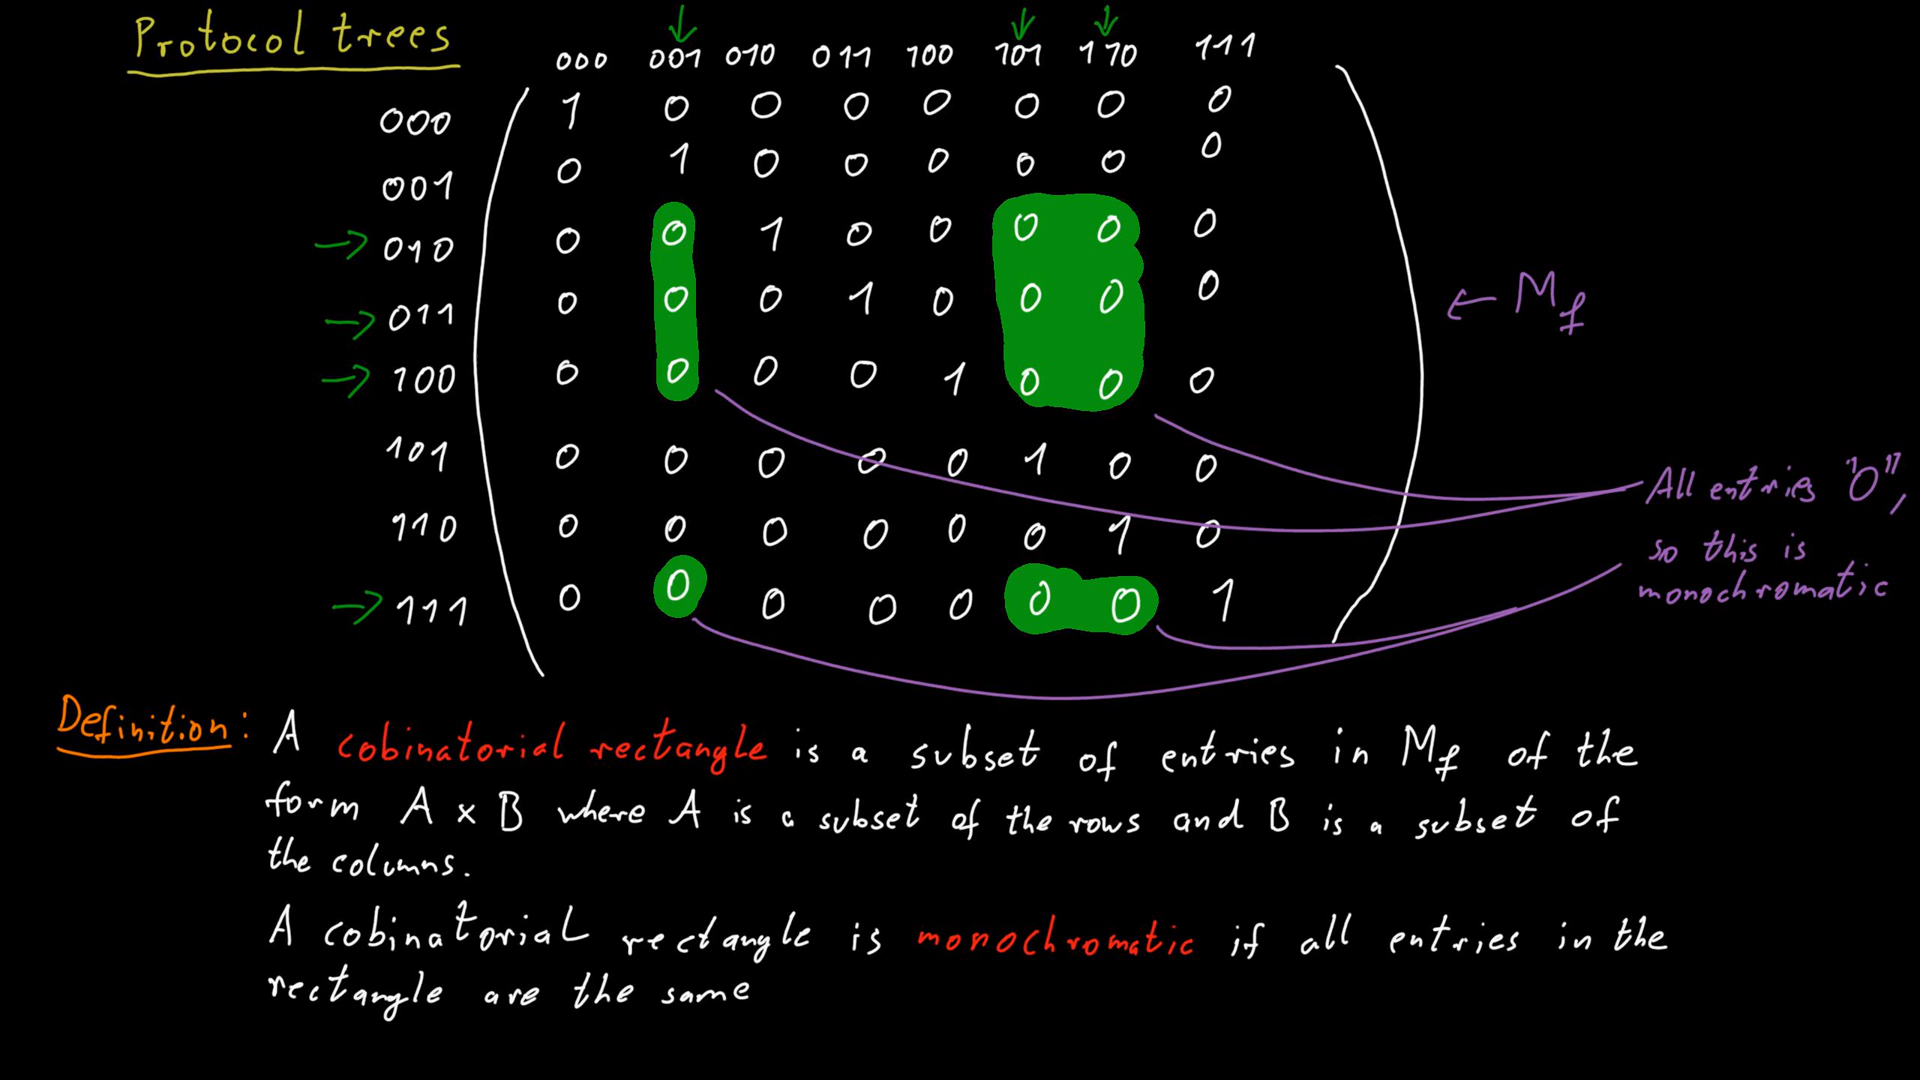 Protocol trees
000 001 010 011 100 101 110 111
000 1 0 0 0 0 0 0 0
001 0 1 0 0 0 0 0 0
→ 010 0 0 1 0 0 0 0 0
→ 011 0 0 0 1 0 0 0 0
← Mf
→ 100 0 0 0 0 1 0 0 0
101 0 0 0 0 0 1 0 0
All entries "0",
110 0 0 0 0 0 0 1 0
so this is
monochromatic
→ 111 0 0 0 0 0 0 0 1
Definition: A cobinatorial rectangle is a subset of entries in Mf of the
form A x B where A is a subset of the rows and B is a subset of
the columns.
A cobinatorial rectangle is monochromatic if all entries in the
rectangle are the same